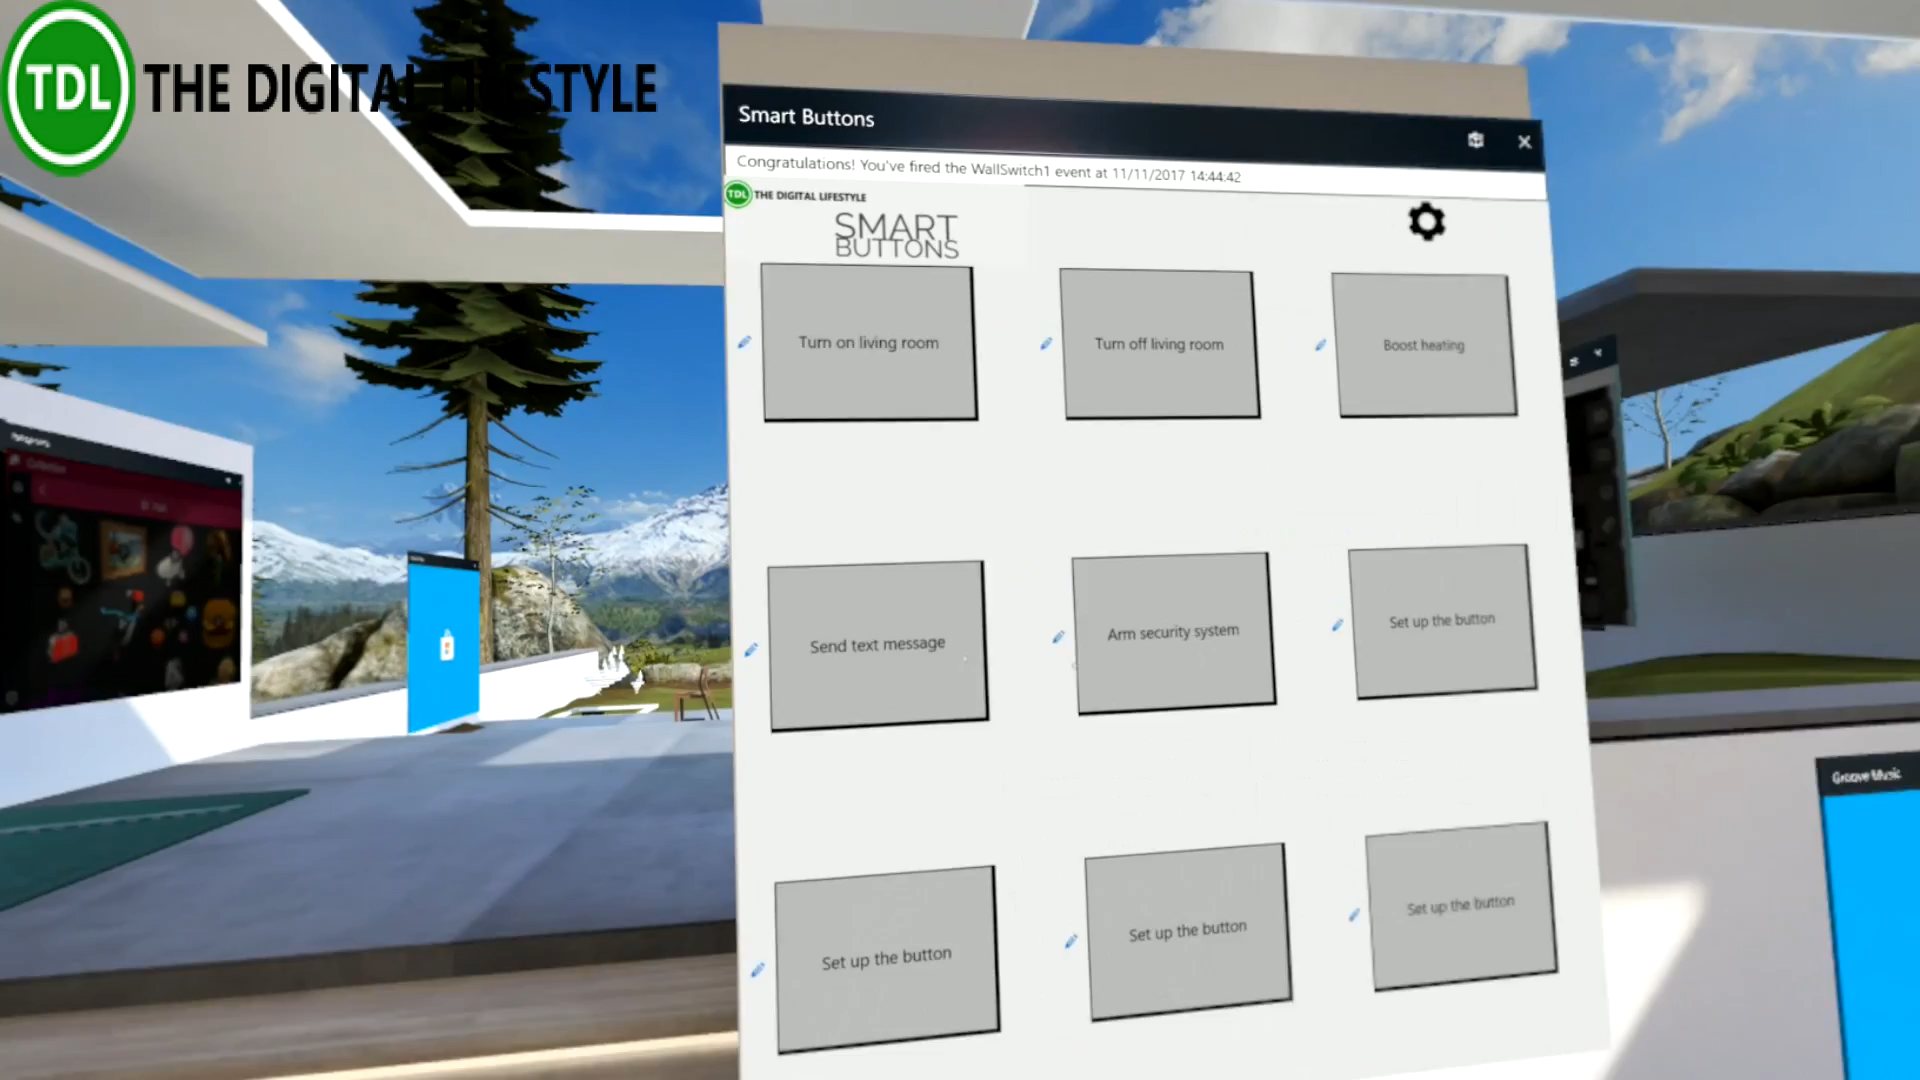 TDL THE DIGITAL LIFESTYLE
Smart Buttons
Congratulations! You've fired the WallSwitch1 event at 11/11/2017 14:44:42
TDL THE DIGITAL LIFESTYLE
SMART
BUTTONS
Turn on living room
Turn off living room
Boost heating
Send text message
Arm security system
Set up the button
Set up the button
Set up the button
Set up the button
Groove Music